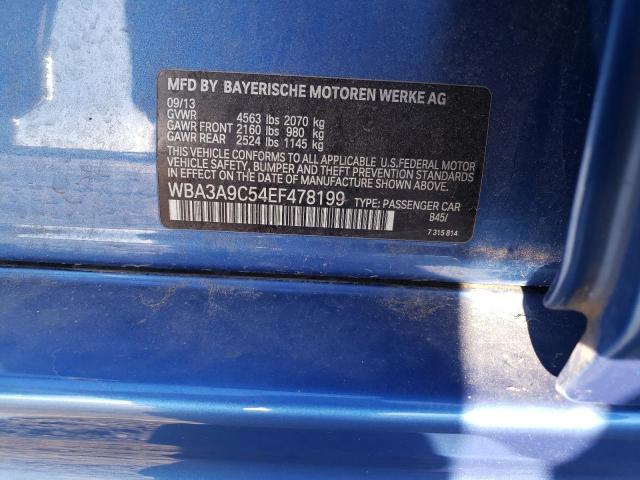 MFD BY BAYERISCHE MOTOREN WERKE AG
09/13
GVWR 4563 lbs 2070 kg
GAWR FRONT 2160 lbs 980 kg
GAWR REAR 2524 lbs 1145 kg
THIS VEHICLE CONFORMS TO ALL APPLICABLE U.S.FEDERAL MOTOR
VEHICLE SAFETY, BUMPER, AND THEFT PREVENTION STANDARDS
IN EFFECT ON THE DATE OF MANUFACTURE SHOWN ABOVE.
WBA3A9C54EF478199 TYPE: PASSENGER CAR
B45/
7 315 814